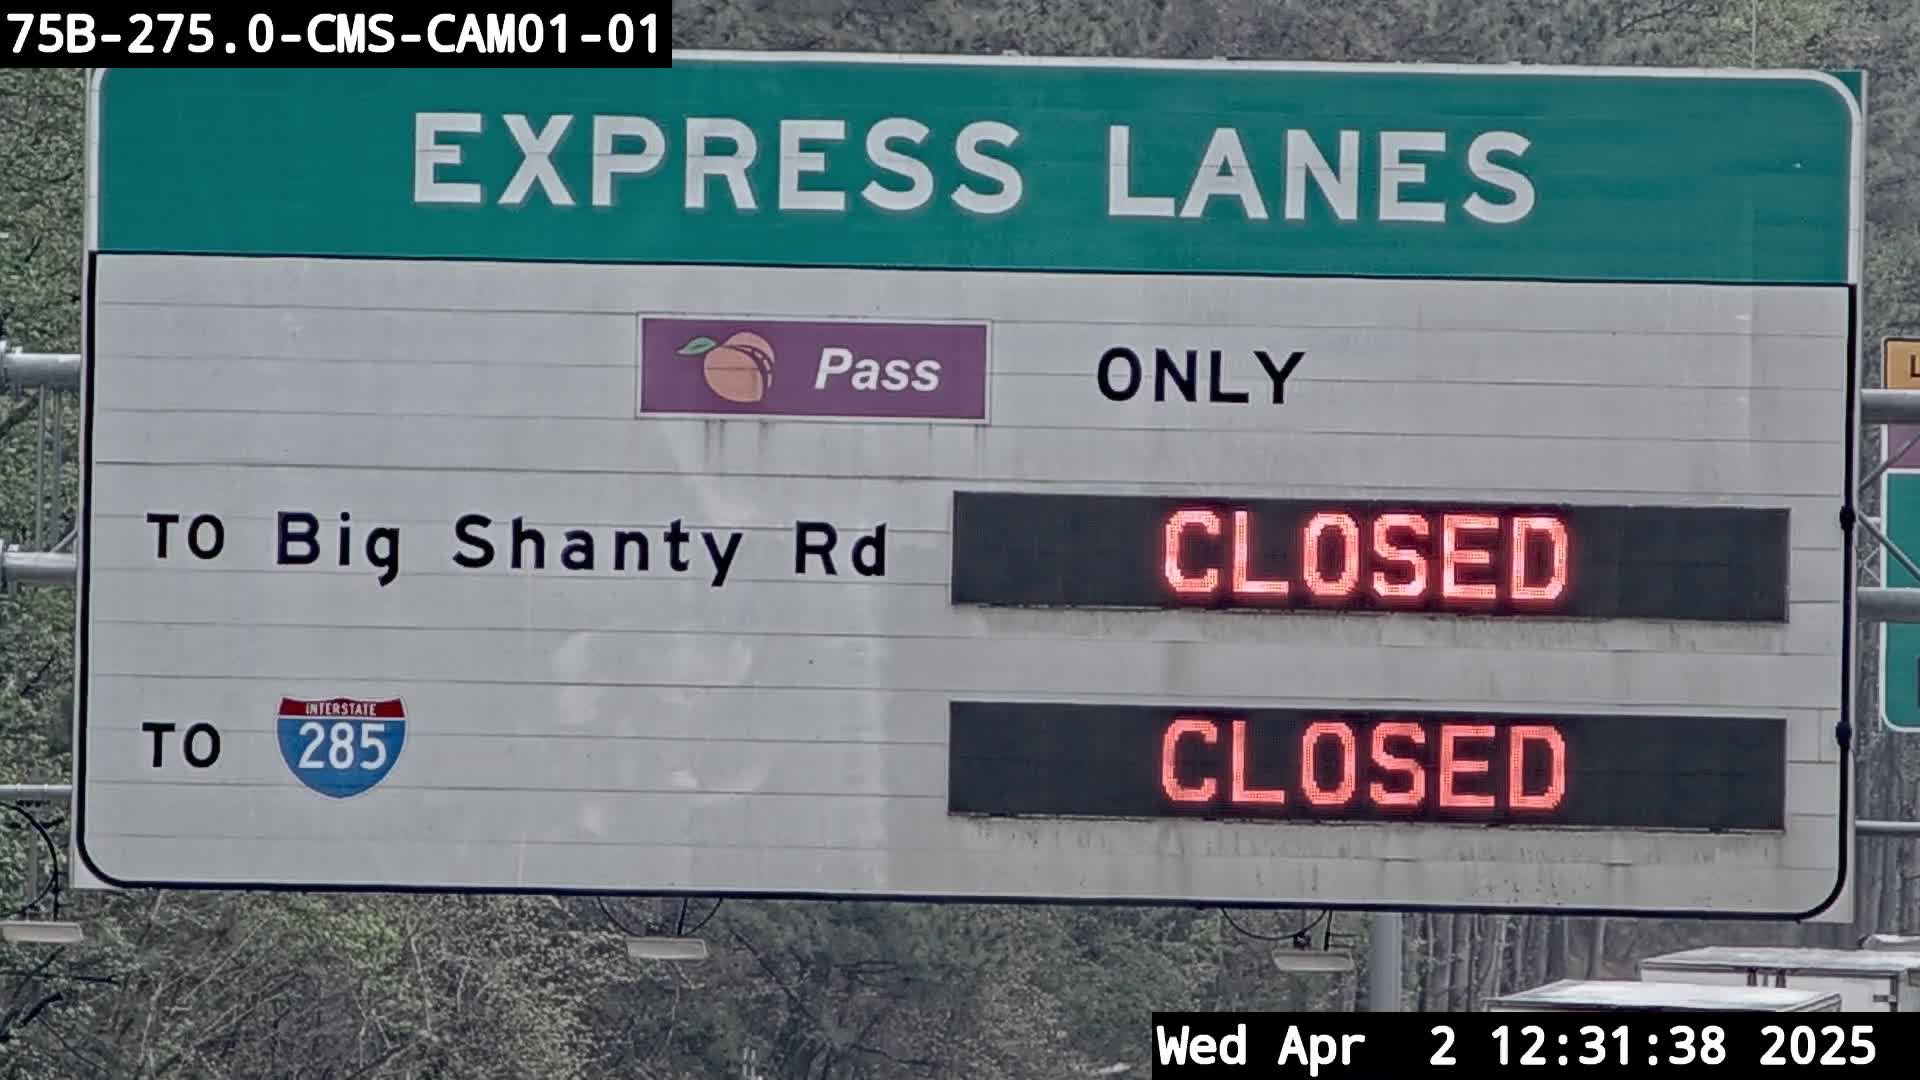 75B-275.0-CMS-CAM01-01
EXPRESS LANES
Pass ONLY
TO Big Shanty Rd CLOSED
TO INTERSTATE 285 CLOSED
Wed Apr 2 12:31:38 2025